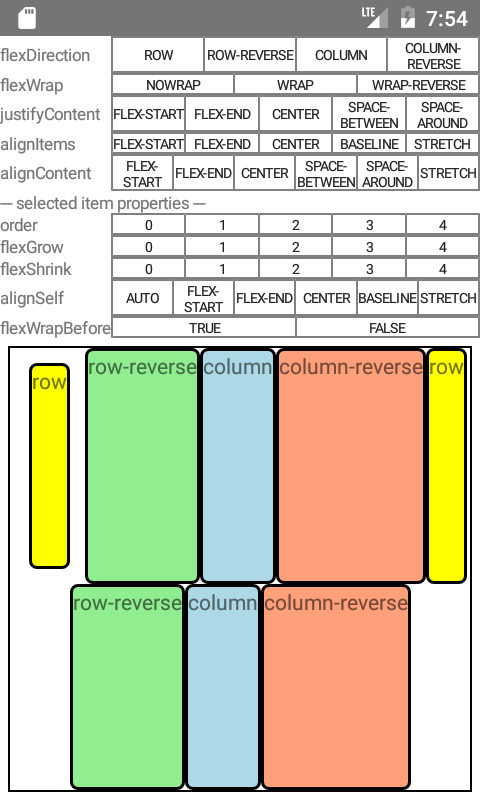 LTE 7:54
flexDirection ROW ROW-REVERSE COLUMN COLUMN-
REVERSE
flexWrap NOWRAP WRAP WRAP-REVERSE
justifyContent FLEX-START FLEX-END CENTER SPACE-
BETWEEN SPACE-
AROUND
alignItems FLEX-START FLEX-END CENTER BASELINE STRETCH
alignContent FLEX-
START FLEX-END CENTER SPACE-
BETWEEN SPACE-
AROUND STRETCH
— selected item properties —
order 0 1 2 3 4
flexGrow 0 1 2 3 4
flexShrink 0 1 2 3 4
alignSelf AUTO FLEX-
START FLEX-END CENTER BASELINE STRETCH
flexWrapBefore TRUE FALSE
row row-reverse column column-reverse row
row-reverse column column-reverse